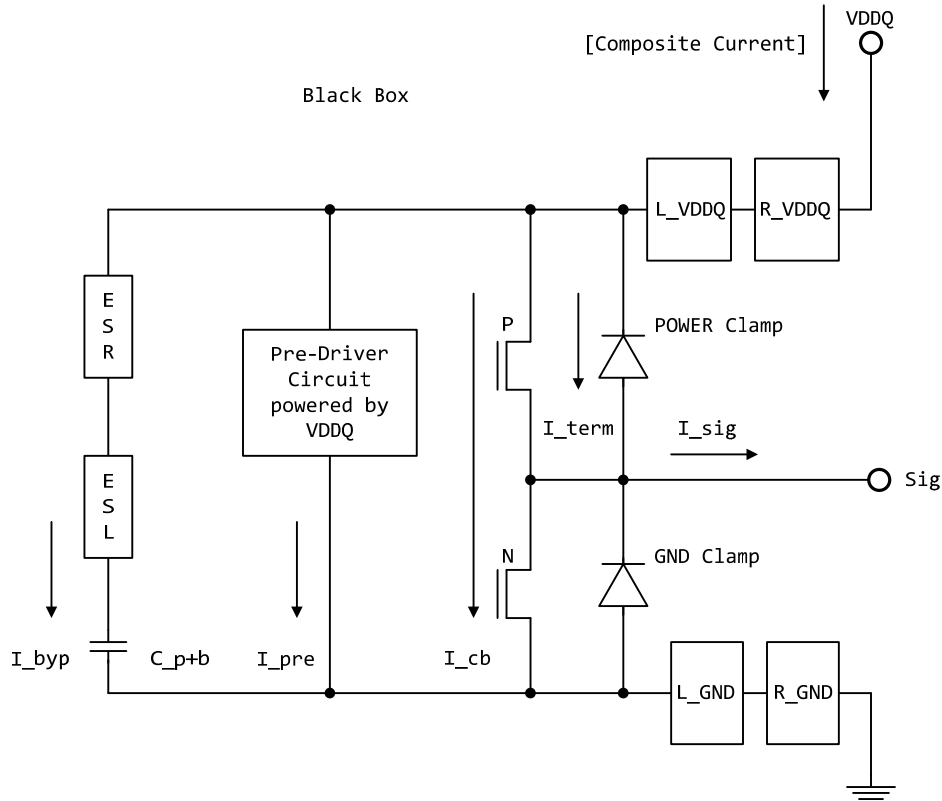 VDDQ
[Composite Current]
Black Box
L_VDDQ
R_VDDQ
E
S
R
P
POWER Clamp
Pre-Driver
Circuit
powered by
VDDQ
I_term
I_sig
E
S
L
Sig
N
GND Clamp
I_byp
C_p+b
I_pre
I_cb
L_GND
R_GND